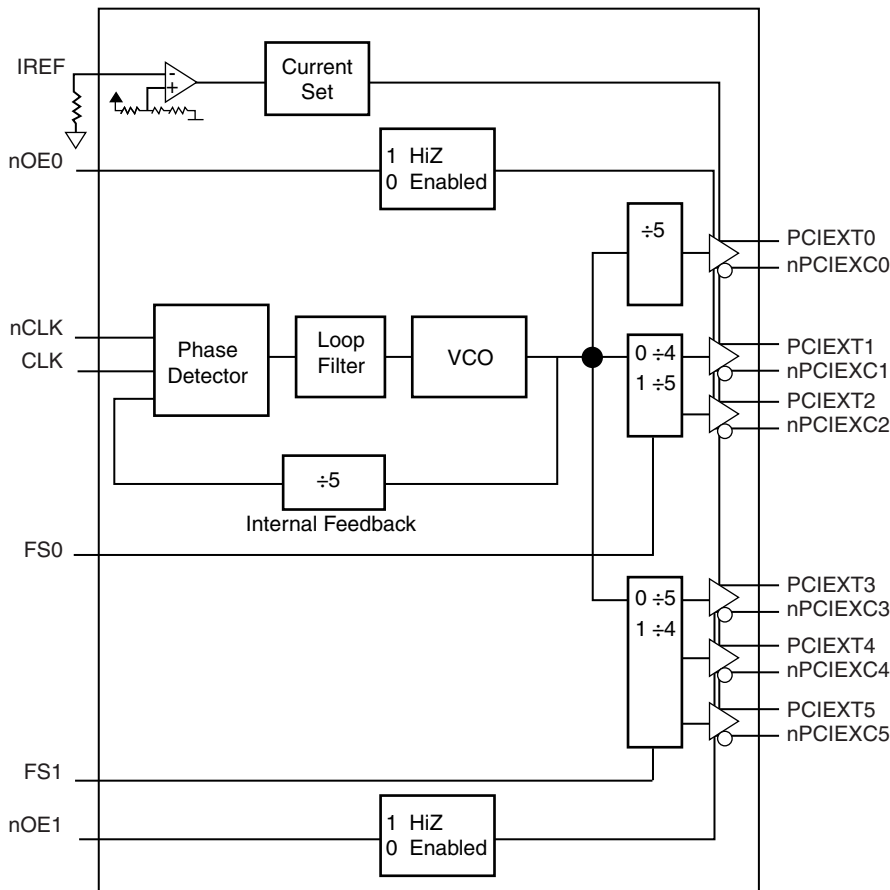 IREF
-
+
Current
Set
nOE0
1 HiZ
0 Enabled
÷5
PCIEXT0
nPCIEXC0
nCLK
CLK
Phase
Detector
Loop
Filter
VCO
0 ÷4
1 ÷5
PCIEXT1
nPCIEXC1
PCIEXT2
nPCIEXC2
÷5
Internal Feedback
FS0
0 ÷5
1 ÷4
PCIEXT3
nPCIEXC3
PCIEXT4
nPCIEXC4
PCIEXT5
nPCIEXC5
FS1
nOE1
1 HiZ
0 Enabled